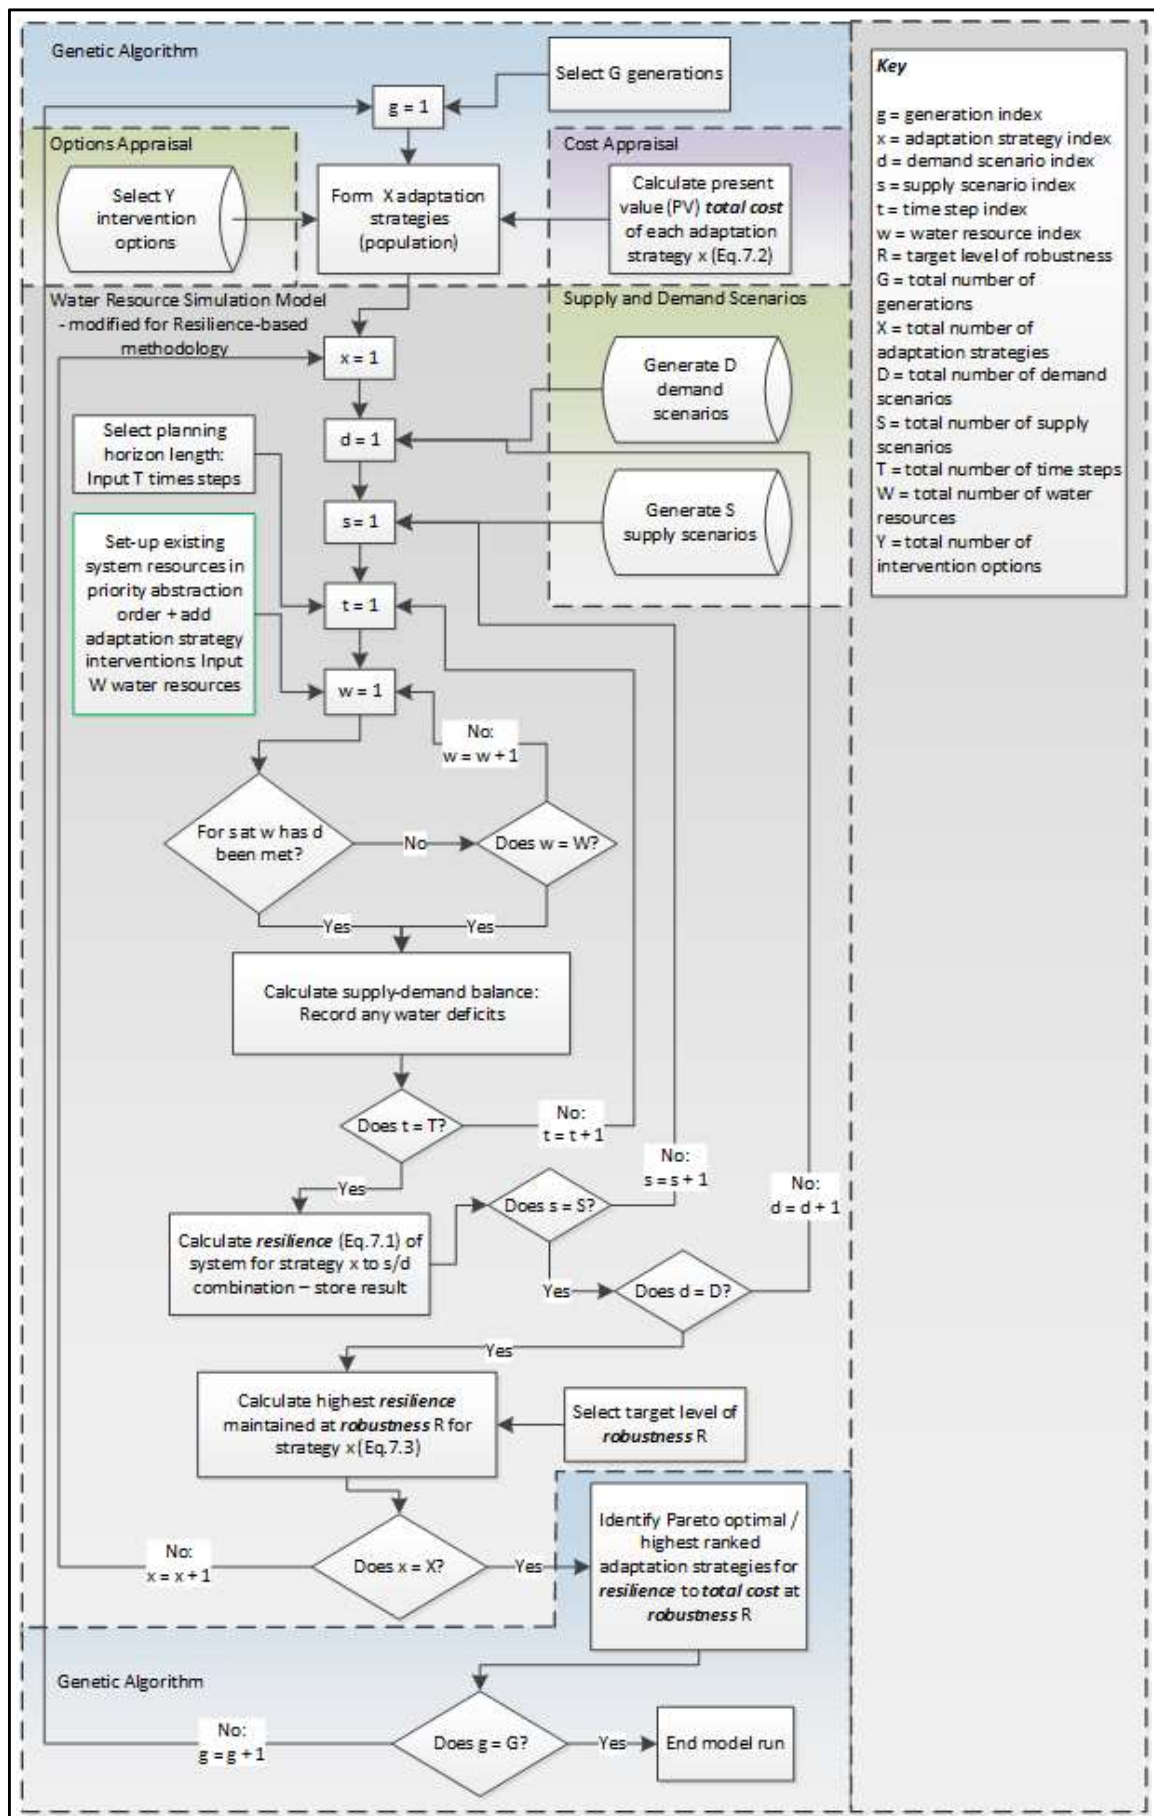 Genetic Algorithm
Select G generations
g = 1
Options Appraisal
Select Y
intervention
options
Form X adaptation
strategies
(population)
Cost Appraisal
Calculate present
value (PV) total cost
of each adaptation
strategy x (Eq.7.2)
Water Resource Simulation Model
- modified for Resilience-based
methodology
Supply and Demand Scenarios
x = 1
Generate D
demand
scenarios
Select planning
horizon length:
Input T times steps
d = 1
Generate S
supply scenarios
s = 1
Set-up existing
system resources in
priority abstraction
order + add
adaptation strategy
interventions: Input
W water resources
t = 1
w = 1
No:
w = w + 1
For s at w has d
been met?
No
Does w = W?
Yes
Yes
Calculate supply-demand balance:
Record any water deficits
Does t = T?
No:
t = t + 1
No:
s = s + 1
No:
d = d + 1
Yes
Calculate resilience (Eq.7.1) of
system for strategy x to s/d
combination – store result
Does s = S?
Yes
Does d = D?
Yes
Calculate highest resilience
maintained at robustness R for
strategy x (Eq.7.3)
Select target level of
robustness R
Does x = X?
No:
x = x + 1
Yes
Identify Pareto optimal /
highest ranked
adaptation strategies for
resilience to total cost at
robustness R
Genetic Algorithm
Does g = G?
No:
g = g + 1
Yes
End model run
Key
g = generation index
x = adaptation strategy index
d = demand scenario index
s = supply scenario index
t = time step index
w = water resource index
R = target level of robustness
G = total number of
generations
X = total number of
adaptation strategies
D = total number of demand
scenarios
S = total number of supply
scenarios
T = total number of time steps
W = total number of water
resources
Y = total number of
intervention options